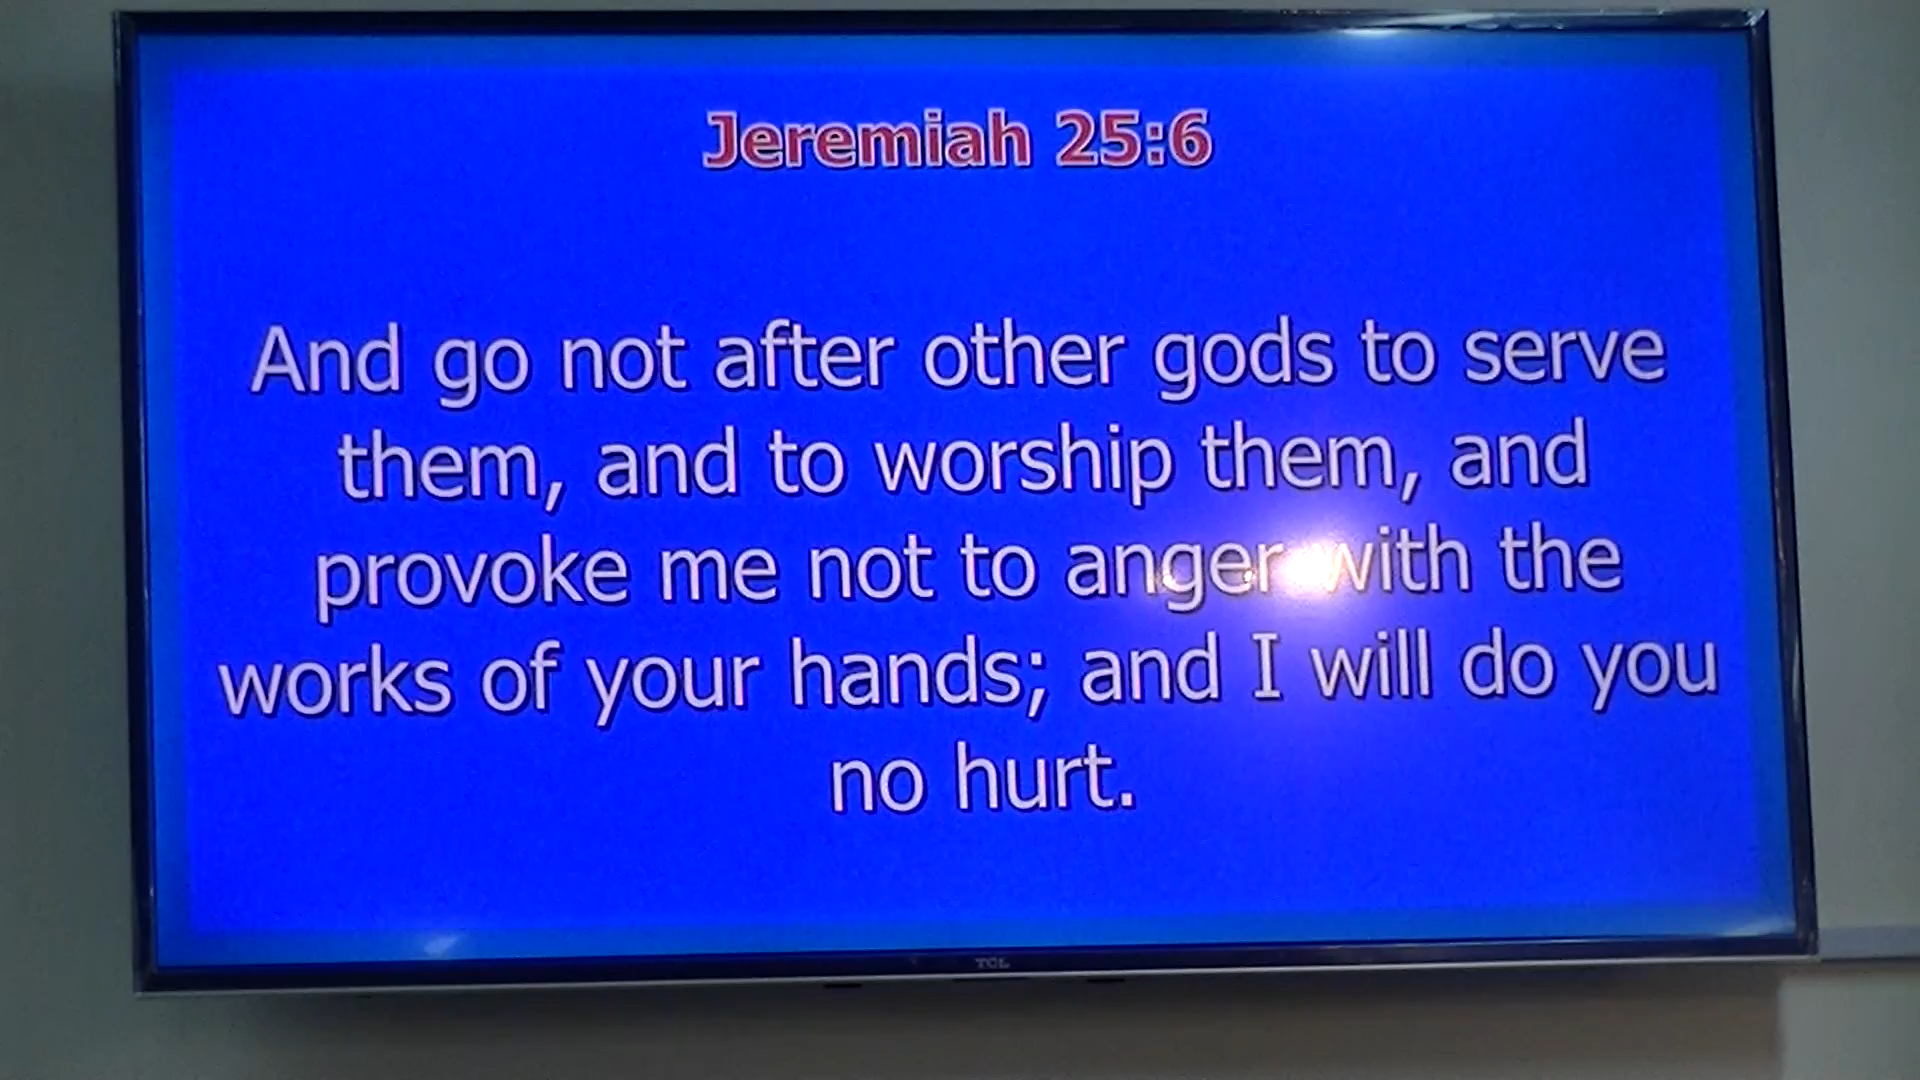 Jeremiah 25:6
And go not after other gods to serve
them, and to worship them, and
provoke me not to anger with the
works of your hands; and I will do you
no hurt.
TCL